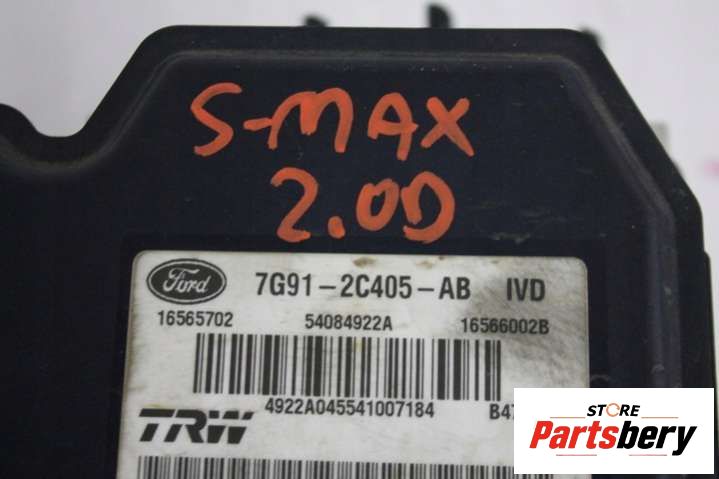 S-MAX
2.0D
Ford 7G91-2C405-AB IVD
16565702 54084922A 16566002B
4922A045541007184
TRW
STORE
Partsbery